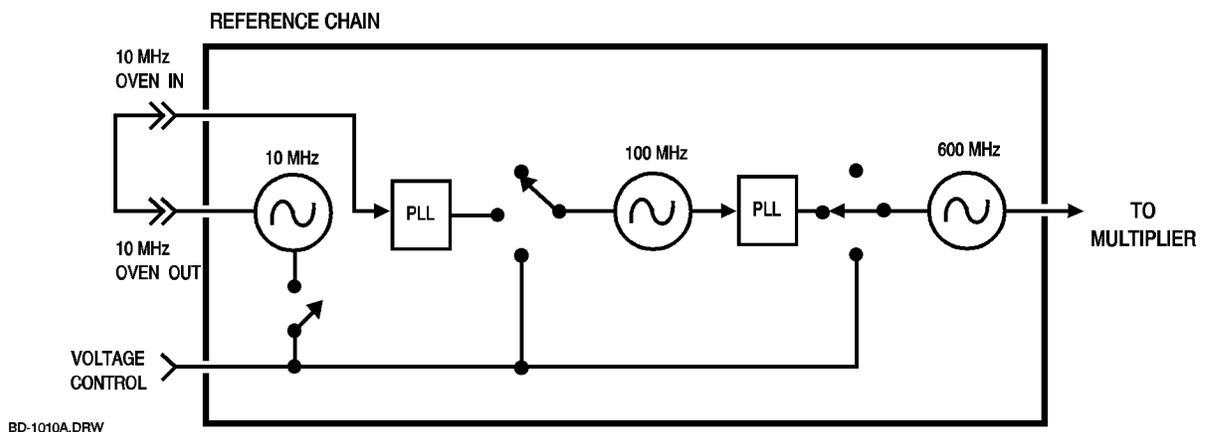 REFERENCE CHAIN
10 MHz
OVEN IN
10 MHz
100 MHz
600 MHz
PLL
PLL
10 MHz
OVEN OUT
TO
MULTIPLIER
VOLTAGE
CONTROL
BD-1010A.DRW